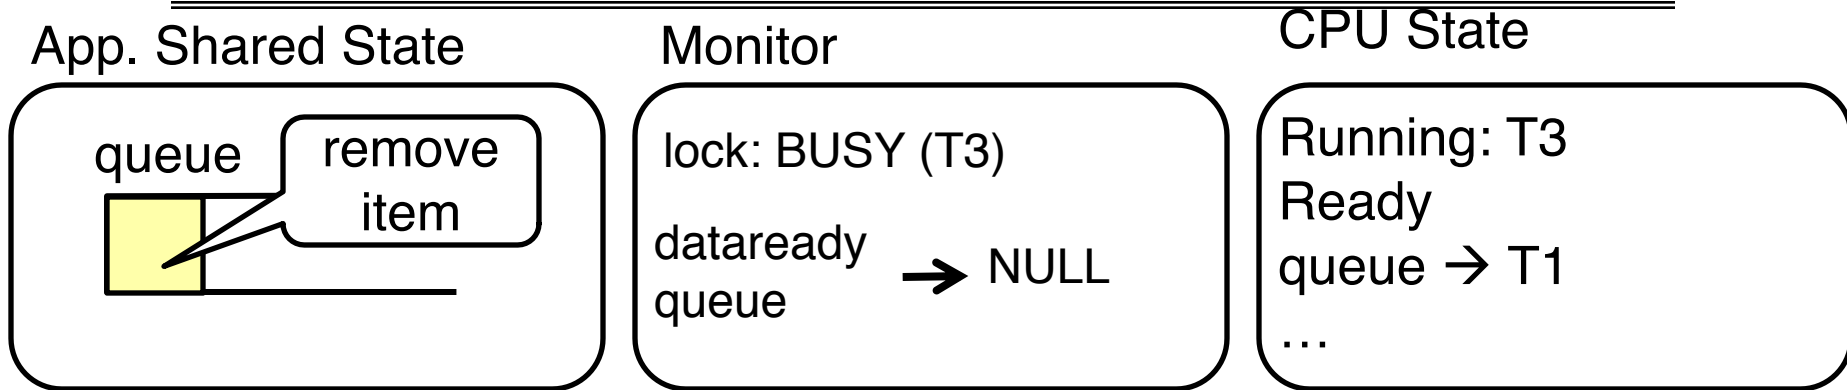 App. Shared State
queue
remove
item
Monitor
lock: BUSY (T3)
dataready
queue
→ NULL
CPU State
Running: T3
Ready
queue → T1
…